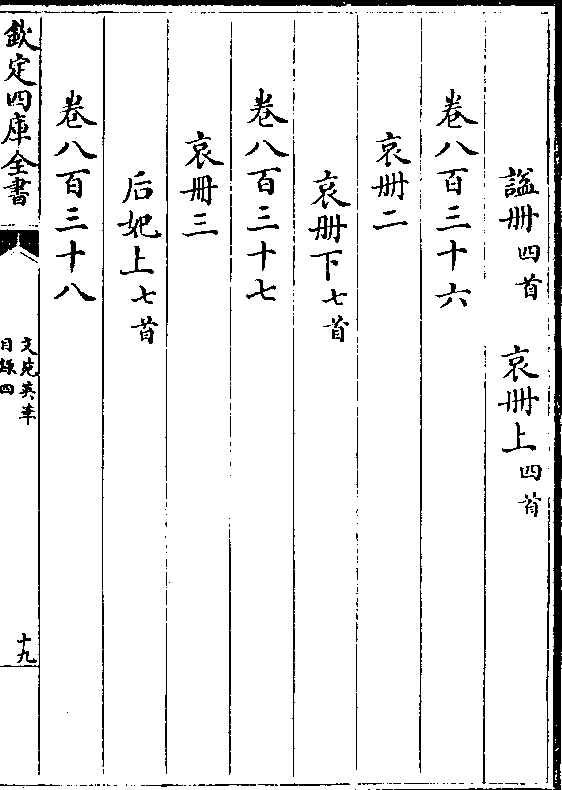 諡冊四首 哀冊上四首
卷八百三十六
哀冊二
哀冊下七首
卷八百三十七
哀冊三
后妃上七首
卷八百三十八
欽定四庫全書
文苑英華
目錄四
十九